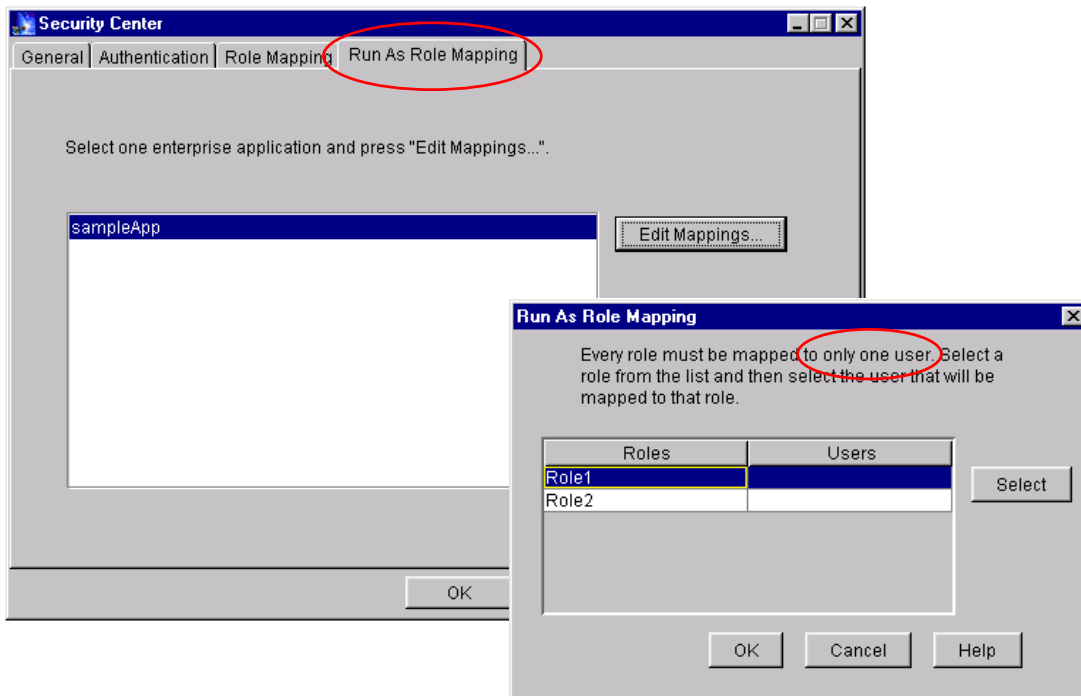 Security Center
General Authentication Role Mapping Run As Role Mapping
Select one enterprise application and press "Edit Mappings...".
sampleApp
Edit Mappings...
OK
Run As Role Mapping
Every role must be mapped to only one user. Select a
role from the list and then select the user that will be
mapped to that role.
Roles Users
Role1
Role2
Select
OK Cancel Help